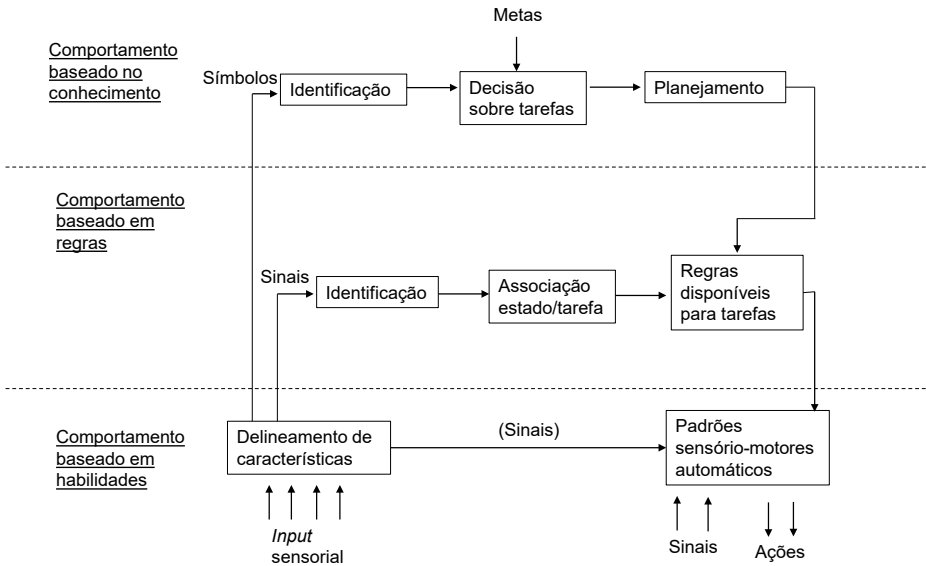 Metas
Comportamento
baseado no
conhecimento
Símbolos
Identificação
Decisão
sobre tarefas
Planejamento
Comportamento
baseado em
regras
Sinais
Identificação
Associação
estado/tarefa
Regras
disponíveis
para tarefas
Comportamento
baseado em
habilidades
Delineamento de
características
(Sinais)
Padrões
sensório-motores
automáticos
Input
sensorial
Sinais
Ações